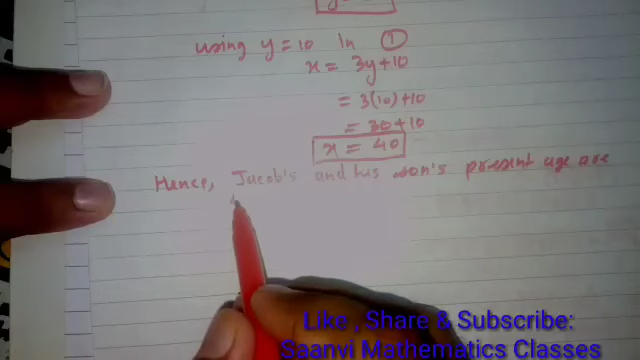 using y = 10 in ①
x = 3y+10
= 3(10)+10
= 30+10
x = 40
Hence, Jacob's and his son's present age are
Like , Share & Subscribe:
Saanvi Mathematics Classes